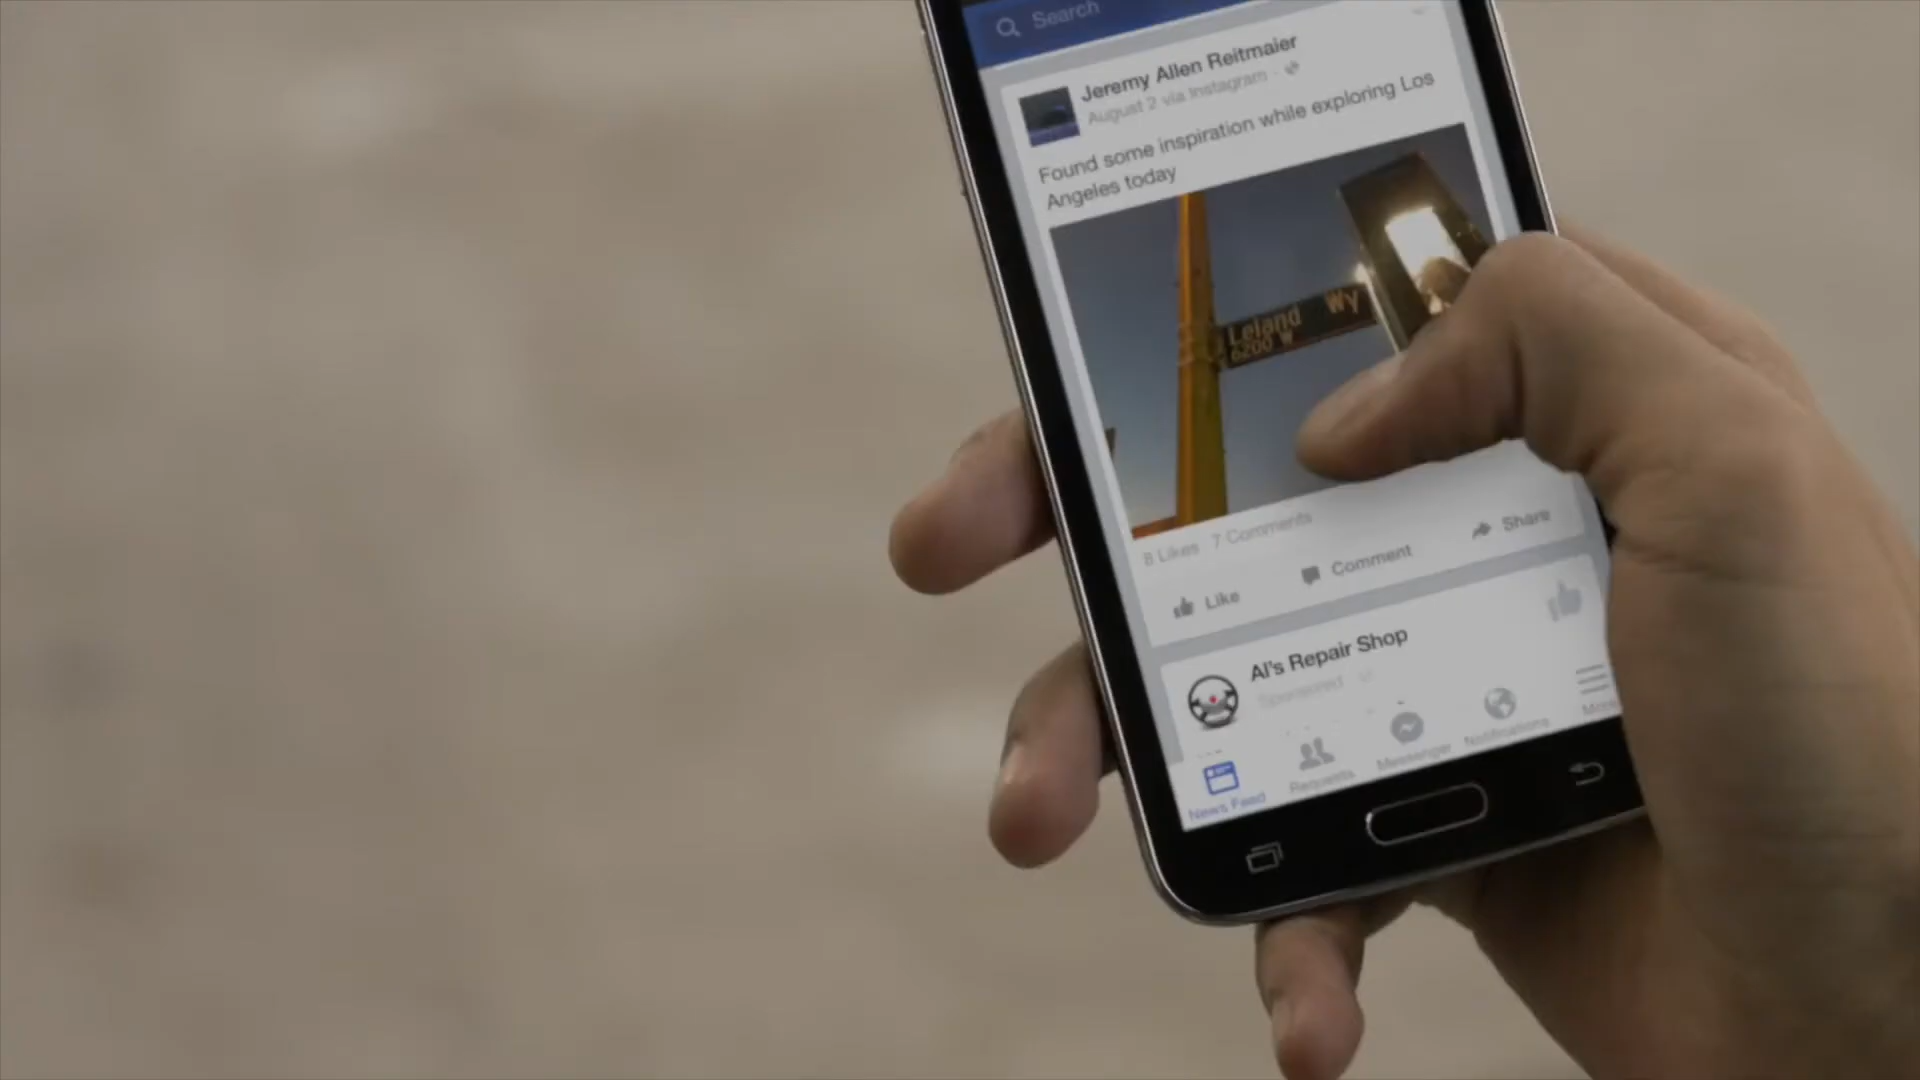 Search
Jeremy Allen Reitmaier
August 2 via Instagram
Found some inspiration while exploring Los
Angeles today
Leland Wy
6200 W
8 Likes 7 Comments
Like
Comment
Share
Al's Repair Shop
Sponsored
News Feed
Requests
Messenger
Notifications
More